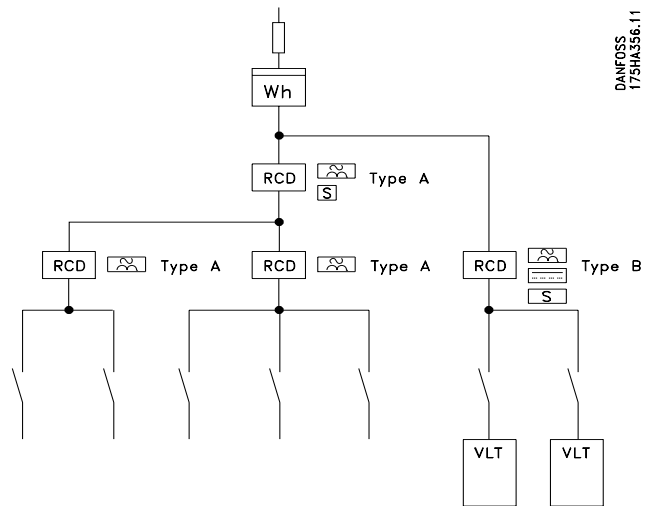 DANFOSS
175HA356.11
Wh
RCD
S
Type A
RCD
Type A
RCD
Type A
RCD
S
Type B
VLT
VLT